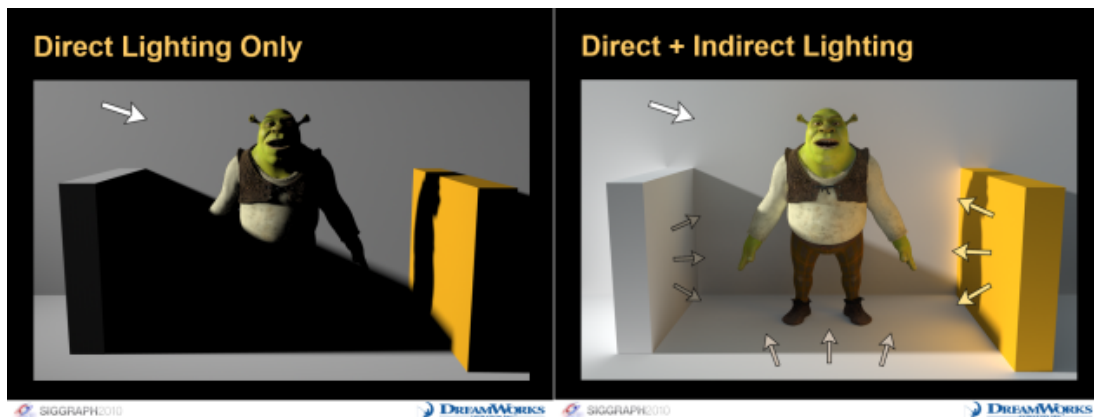 Direct Lighting Only
SIGGRAPH2010
DREAMWORKS
Direct + Indirect Lighting
SIGGRAPH2010
DREAMWORKS